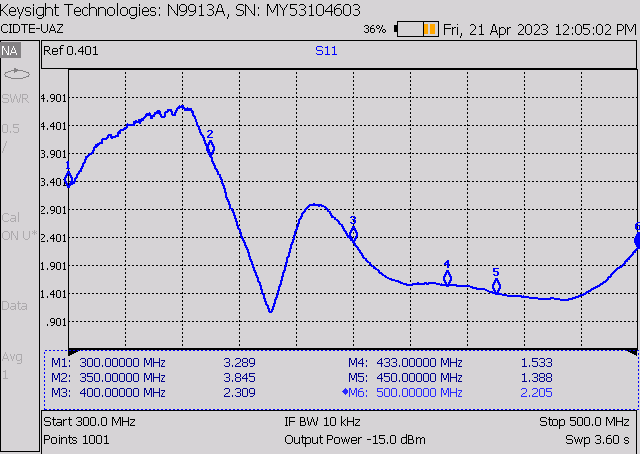 Keysight Technologies: N9913A, SN: MY53104603
CIDTE-UAZ 36% Fri, 21 Apr 2023 12:05:02 PM
NA Ref 0.401 S11
SWR
0.5
/
Cal
ON U*
Data
Avg
1
4.901
4.401
3.901
3.401
2.901
2.401
1.901
1.401
.901
1
2
3
4
5
6
M1: 300.00000 MHz 3.289 M4: 433.00000 MHz 1.533
M2: 350.00000 MHz 3.845 M5: 450.00000 MHz 1.388
M3: 400.00000 MHz 2.309 M6: 500.00000 MHz 2.205
Start 300.0 MHz IF BW 10 kHz Stop 500.0 MHz
Points 1001 Output Power -15.0 dBm Swp 3.60 s